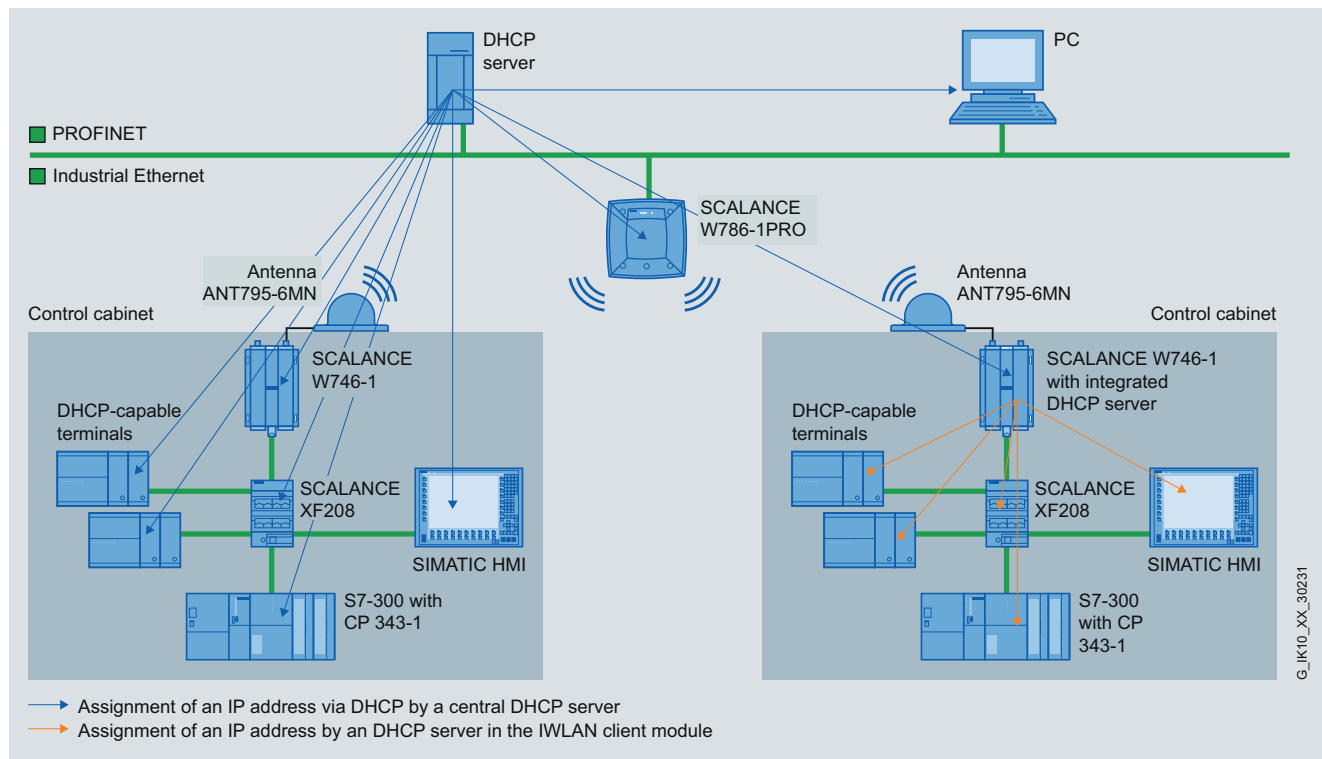 DHCP
server
PC
PROFINET
Industrial Ethernet
SCALANCE
W786-1PRO
Antenna
ANT795-6MN
Antenna
ANT795-6MN
Control cabinet
Control cabinet
SCALANCE
W746-1
SCALANCE W746-1
with integrated
DHCP server
DHCP-capable
terminals
DHCP-capable
terminals
SCALANCE
XF208
SCALANCE
XF208
SIMATIC HMI
SIMATIC HMI
S7-300 with
CP 343-1
S7-300
with CP
343-1
G_IK10_XX_30231
Assignment of an IP address via DHCP by a central DHCP server
Assignment of an IP address by an DHCP server in the IWLAN client module